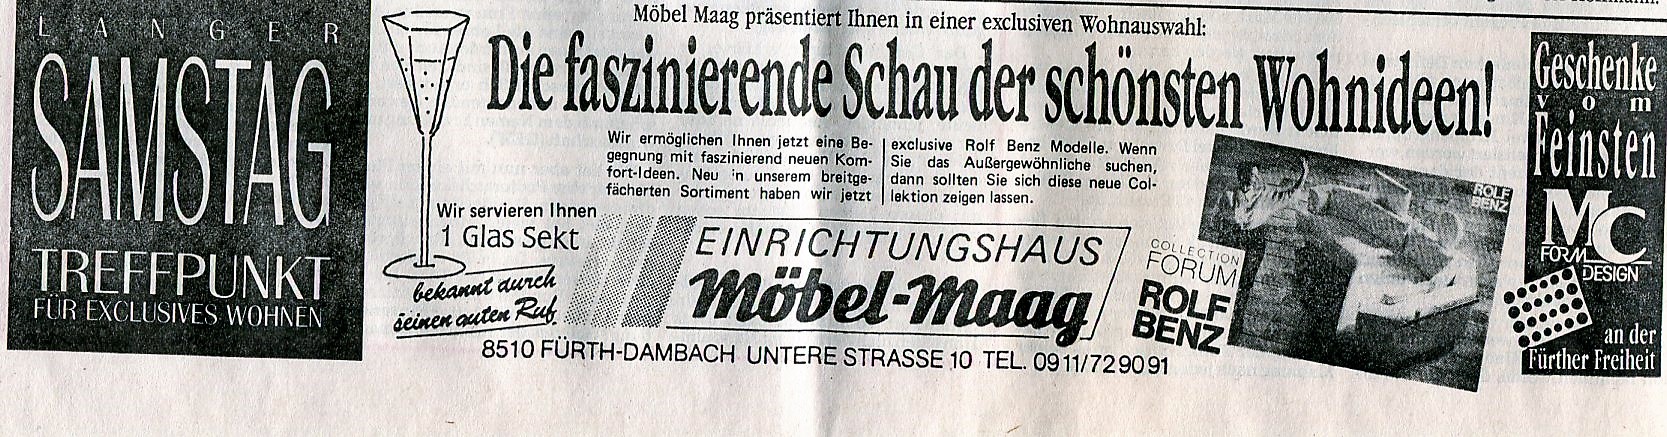 LANGER
SAMSTAG
TREFFPUNKT
FÜR EXCLUSIVES WOHNEN
Möbel Maag präsentiert Ihnen in einer exclusiven Wohnauswahl:
Die faszinierende Schau der schönsten Wohnideen!
Wir ermöglichen Ihnen jetzt eine Be-
gegnung mit faszinierend neuen Kom-
fort-Ideen. Neu in unserem breitge-
fächerten Sortiment haben wir jetzt
exclusive Rolf Benz Modelle. Wenn
Sie das Außergewöhnliche suchen,
dann sollten Sie sich diese neue Col-
lektion zeigen lassen.
Wir servieren Ihnen
1 Glas Sekt
bekannt durch
seinen guten Ruf
EINRICHTUNGSHAUS
Möbel-Maag
8510 FÜRTH-DAMBACH UNTERE STRASSE 10 TEL. 0911/729091
COLLECTION
FORUM
ROLF
BENZ
ROLF
BENZ
Geschenke
vom
Feinsten
MC
FORM
DESIGN
an der
Fürther Freiheit